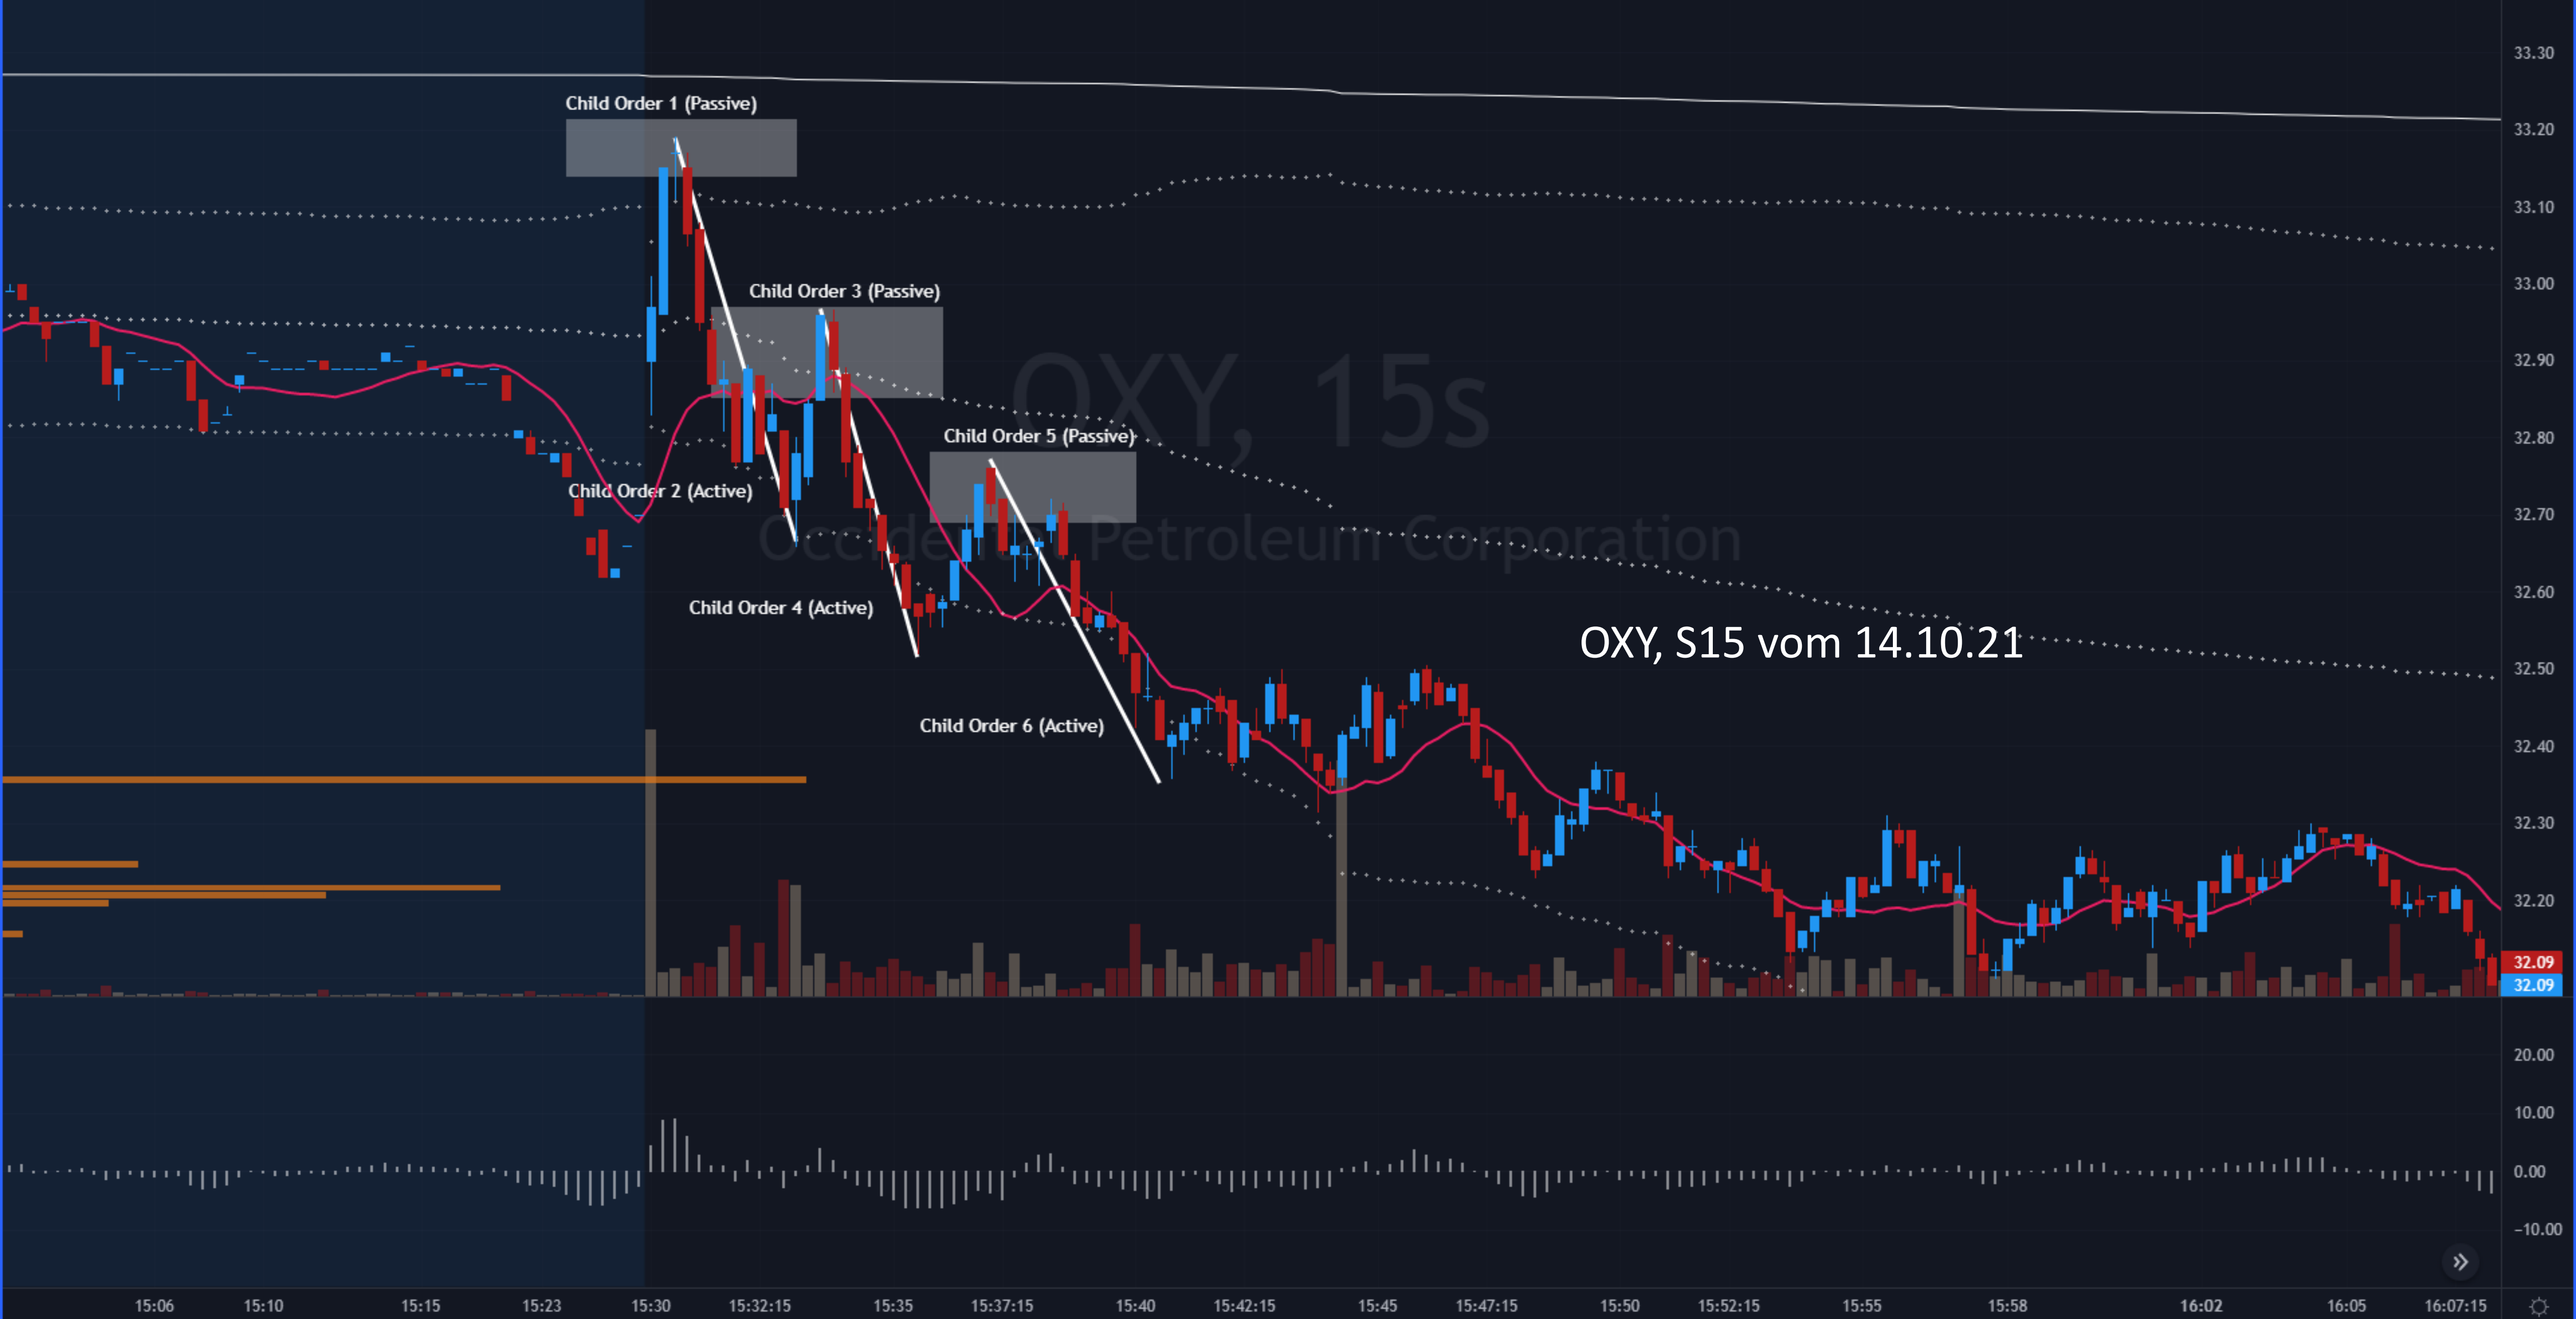 33.30
Child Order 1 (Passive)
33.20
33.10
Child Order 3 (Passive)
33.00
32.90
OXY, 15s
Child Order 5 (Passive)
32.80
Child Order 2 (Active)
32.70
Occidental Petroleum Corporation
Child Order 4 (Active)
32.60
OXY, S15 vom 14.10.21
32.50
Child Order 6 (Active)
32.40
32.30
32.20
32.09
32.09
20.00
10.00
0.00
−10.00
15:06 15:10 15:15 15:23 15:30 15:32:15 15:35 15:37:15 15:40 15:42:15 15:45 15:47:15 15:50 15:52:15 15:55 15:58 16:02 16:05 16:07:15